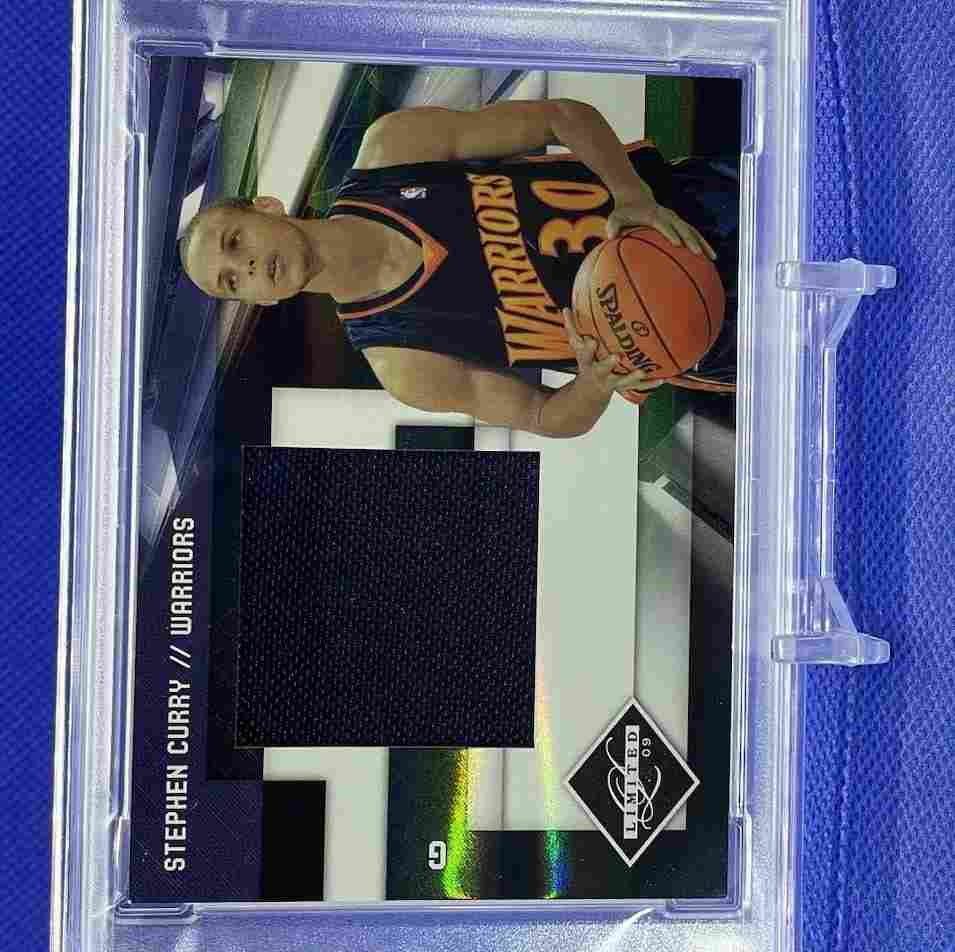 STEPHEN CURRY // WARRIORS
WARRIORS
30
SPALDING
G
LIMITED
09